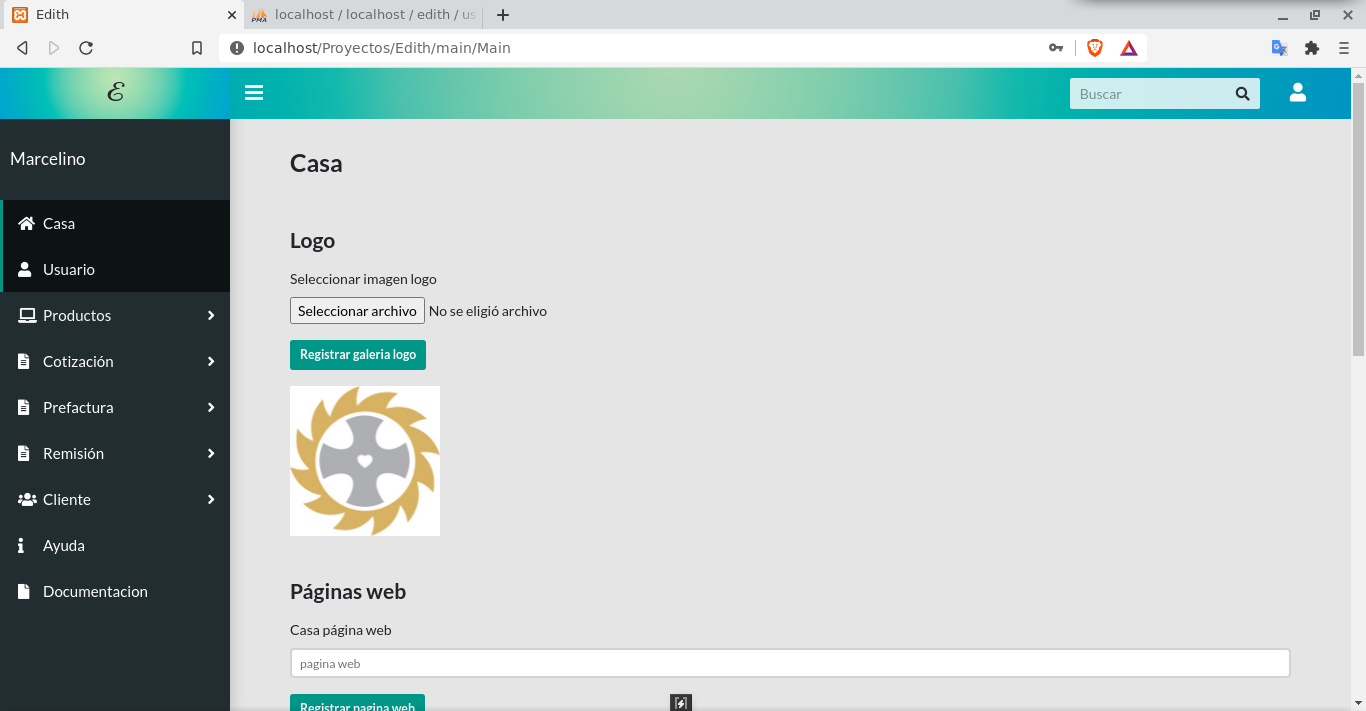 Edith
localhost / localhost / edith / us
localhost/Proyectos/Edith/main/Main
ℰ
Buscar
Marcelino
Casa
Usuario
Productos
Cotización
Prefactura
Remisión
Cliente
Ayuda
Documentacion
Casa
Logo
Seleccionar imagen logo
Seleccionar archivo No se eligió archivo
Registrar galeria logo
Páginas web
Casa página web
pagina web
Registrar pagina web